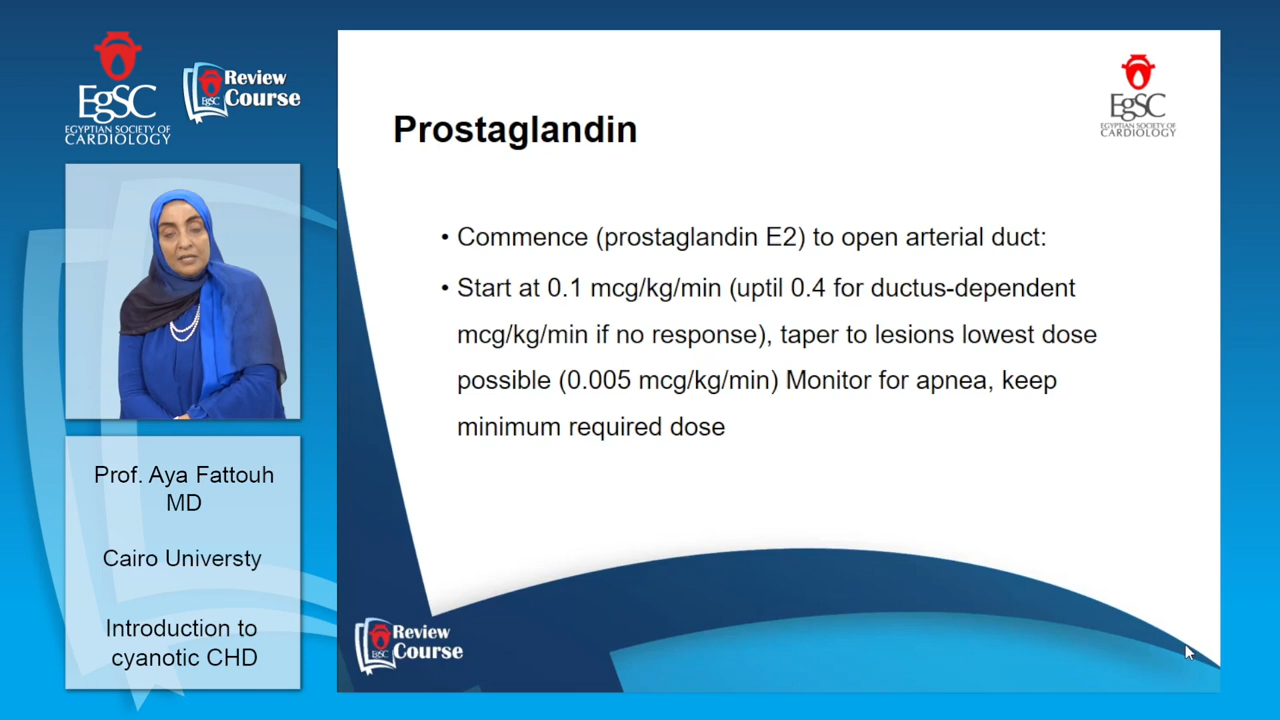 EgSC
EGYPTIAN SOCIETY OF
CARDIOLOGY
Review
Course
EgSC
Prof. Aya Fattouh
MD
Cairo Universty
Introduction to
cyanotic CHD
EgSC
EGYPTIAN SOCIETY OF
CARDIOLOGY
Prostaglandin
• Commence (prostaglandin E2) to open arterial duct:
• Start at 0.1 mcg/kg/min (uptil 0.4 for ductus-dependent
mcg/kg/min if no response), taper to lesions lowest dose
possible (0.005 mcg/kg/min) Monitor for apnea, keep
minimum required dose
Review
Course
EgSC